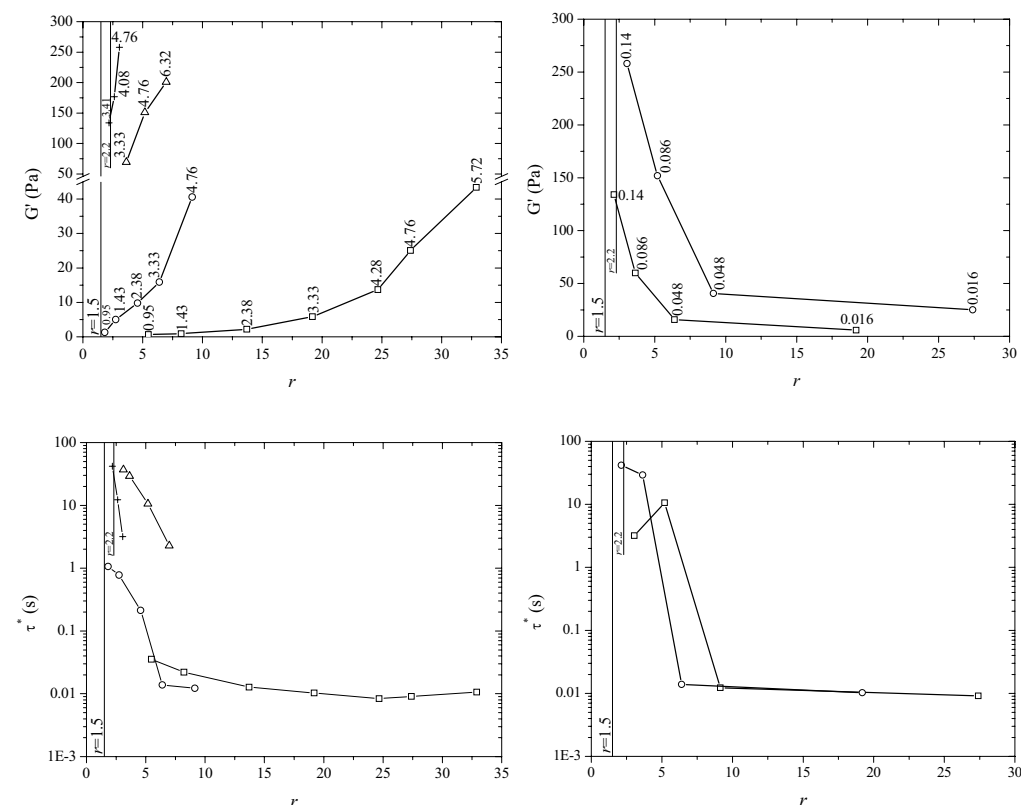 300
250
200
150
100
50
40
30
20
10
0
G' (Pa)
4.76
4.08
3.41
r=2.2
3.33
4.76
6.32
r=1.5
0.95
1.43
2.38
3.33
4.76
0.95
1.43
2.38
3.33
4.28
4.76
5.72
0 5 10 15 20 25 30 35
r
300
250
200
150
100
50
0
G' (Pa)
0.14
0.086
0.048
0.016
0.14
0.086
0.048
0.016
r=2.2
r=1.5
0 5 10 15 20 25 30
r
100
10
1
0.1
0.01
1E-3
τ* (s)
r=2.2
r=1.5
0 5 10 15 20 25 30 35
r
100
10
1
0.1
0.01
1E-3
τ* (s)
r=2.2
r=1.5
0 5 10 15 20 25 30
r